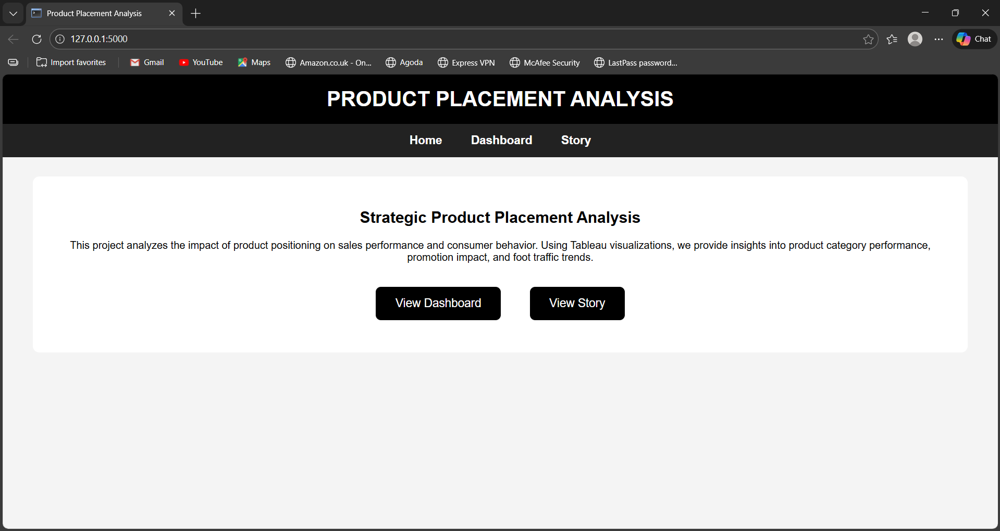 Product Placement Analysis
127.0.0.1:5000
Chat
Import favorites Gmail YouTube Maps Amazon.co.uk - On... Agoda Express VPN McAfee Security LastPass password...
PRODUCT PLACEMENT ANALYSIS
Home Dashboard Story
Strategic Product Placement Analysis
This project analyzes the impact of product positioning on sales performance and consumer behavior. Using Tableau visualizations, we provide insights into product category performance,
promotion impact, and foot traffic trends.
View Dashboard View Story